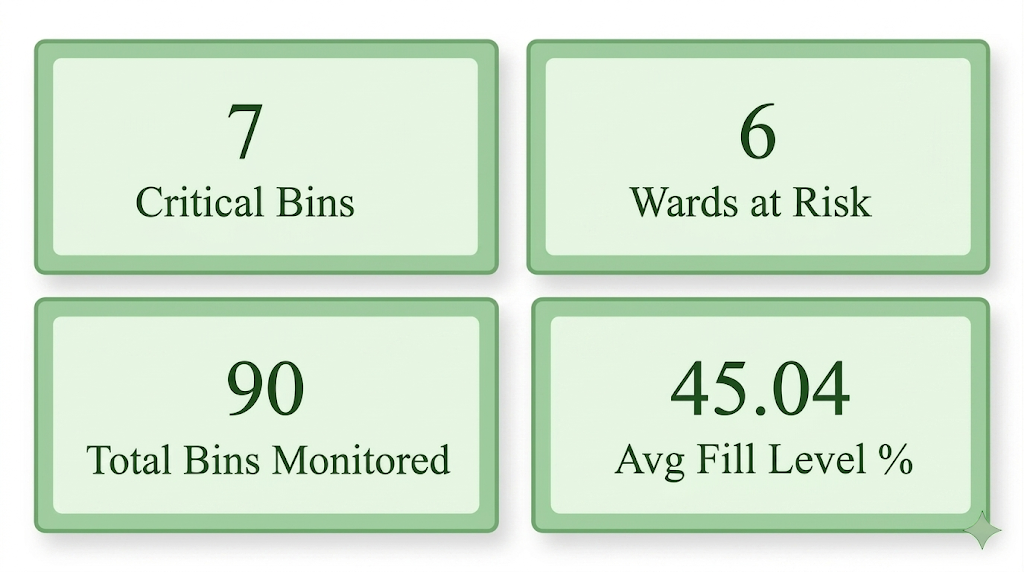 7
Critical Bins
6
Wards at Risk
90
Total Bins Monitored
45.04
Avg Fill Level %